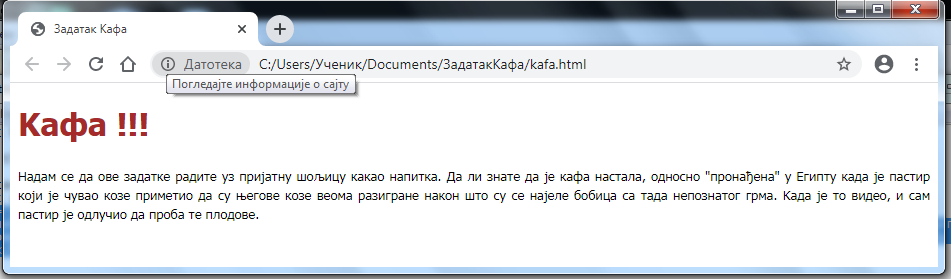 Задатак Кафа
Датотека C:/Users/Ученик/Documents/ЗадатакКафа/kafa.html
Погледајте информације о сајту
Кафа !!!
Надам се да ове задатке радите уз пријатну шољицу какао напитка. Да ли знате да је кафа настала, односно "пронађена" у Египту када је пастир
који је чувао козе приметио да су његове козе веома разигране након што су се најеле бобица са тада непознатог грма. Када је то видео, и сам
пастир је одлучио да проба те плодове.